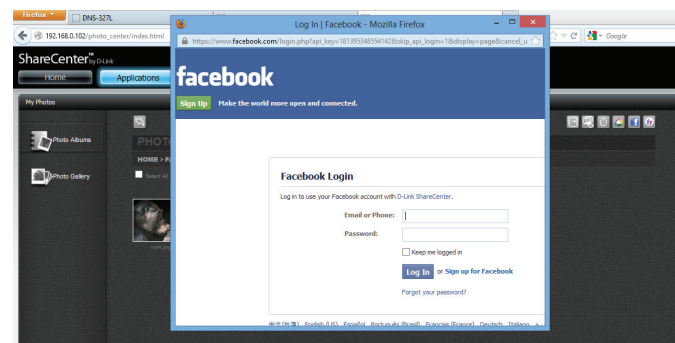 Firefox
DNS-327L
192.168.0.102/photo_center/index.html
Google
ShareCenter™ by D-Link
Home
Applications
My Photos
Photo Albums
Photo Gallery
PHOTO
HOME > F
Select All
Log In | Facebook - Mozilla Firefox
https://www.facebook.com/login.php?api_key=181395348554142&skip_api_login=1&display=page&cancel_u
facebook
Sign Up Make the world more open and connected.
Facebook Login
Log in to use your Facebook account with D-Link ShareCenter.
Email or Phone:
Password:
Keep me logged in
Log In or Sign up for Facebook
Forgot your password?
中文(台灣) English (US) Español Português (Brasil) Français (France) Deutsch Italiano